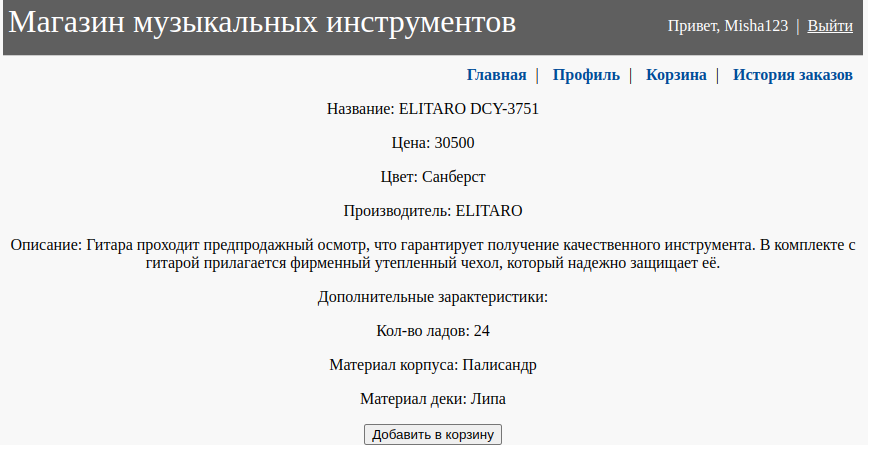 Магазин музыкальных инструментов
Привет, Misha123 | Выйти
Главная | Профиль | Корзина | История заказов
Название: ELITARO DCY-3751
Цена: 30500
Цвет: Санберст
Производитель: ELITARO
Описание: Гитара проходит предпродажный осмотр, что гарантирует получение качественного инструмента. В комплекте с
гитарой прилагается фирменный утепленный чехол, который надежно защищает её.
Дополнительные зарактеристики:
Кол-во ладов: 24
Материал корпуса: Палисандр
Материал деки: Липа
Добавить в корзину